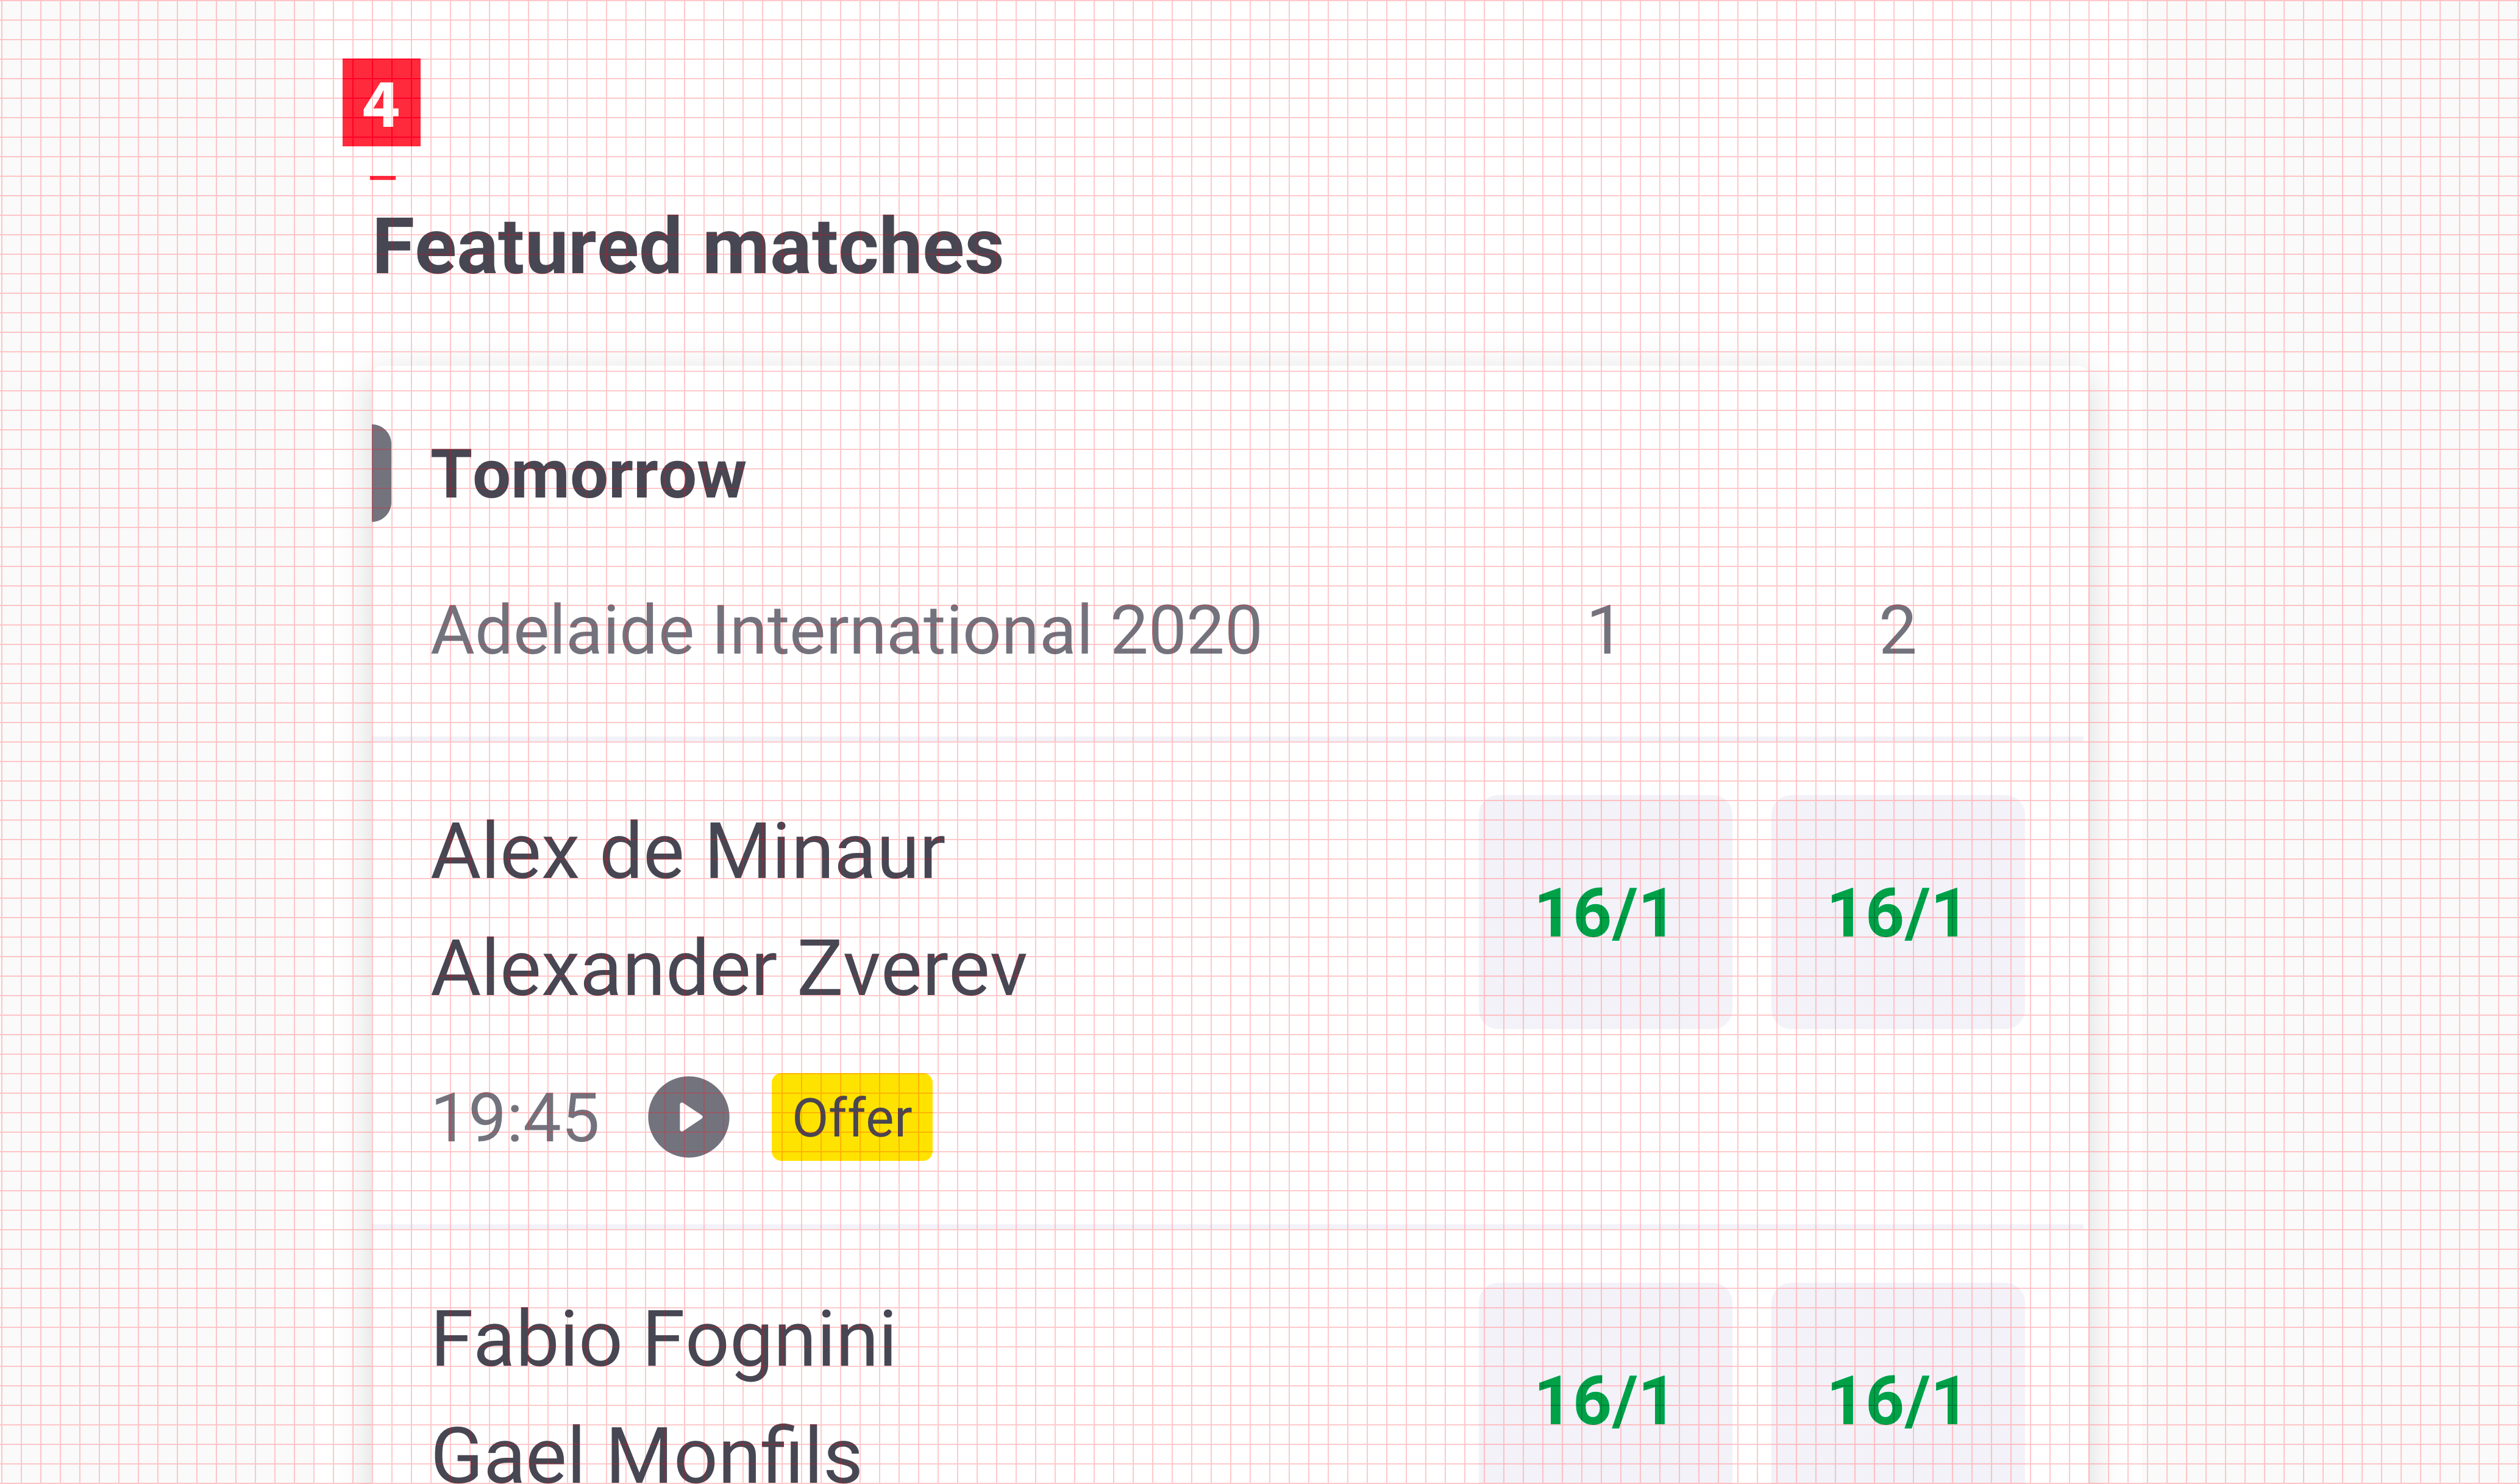 4
Featured matches
Tomorrow
Adelaide International 2020 1 2
Alex de Minaur
16/1 16/1
Alexander Zverev
19:45 Offer
Fabio Fognini
16/1 16/1
Gael Monfils